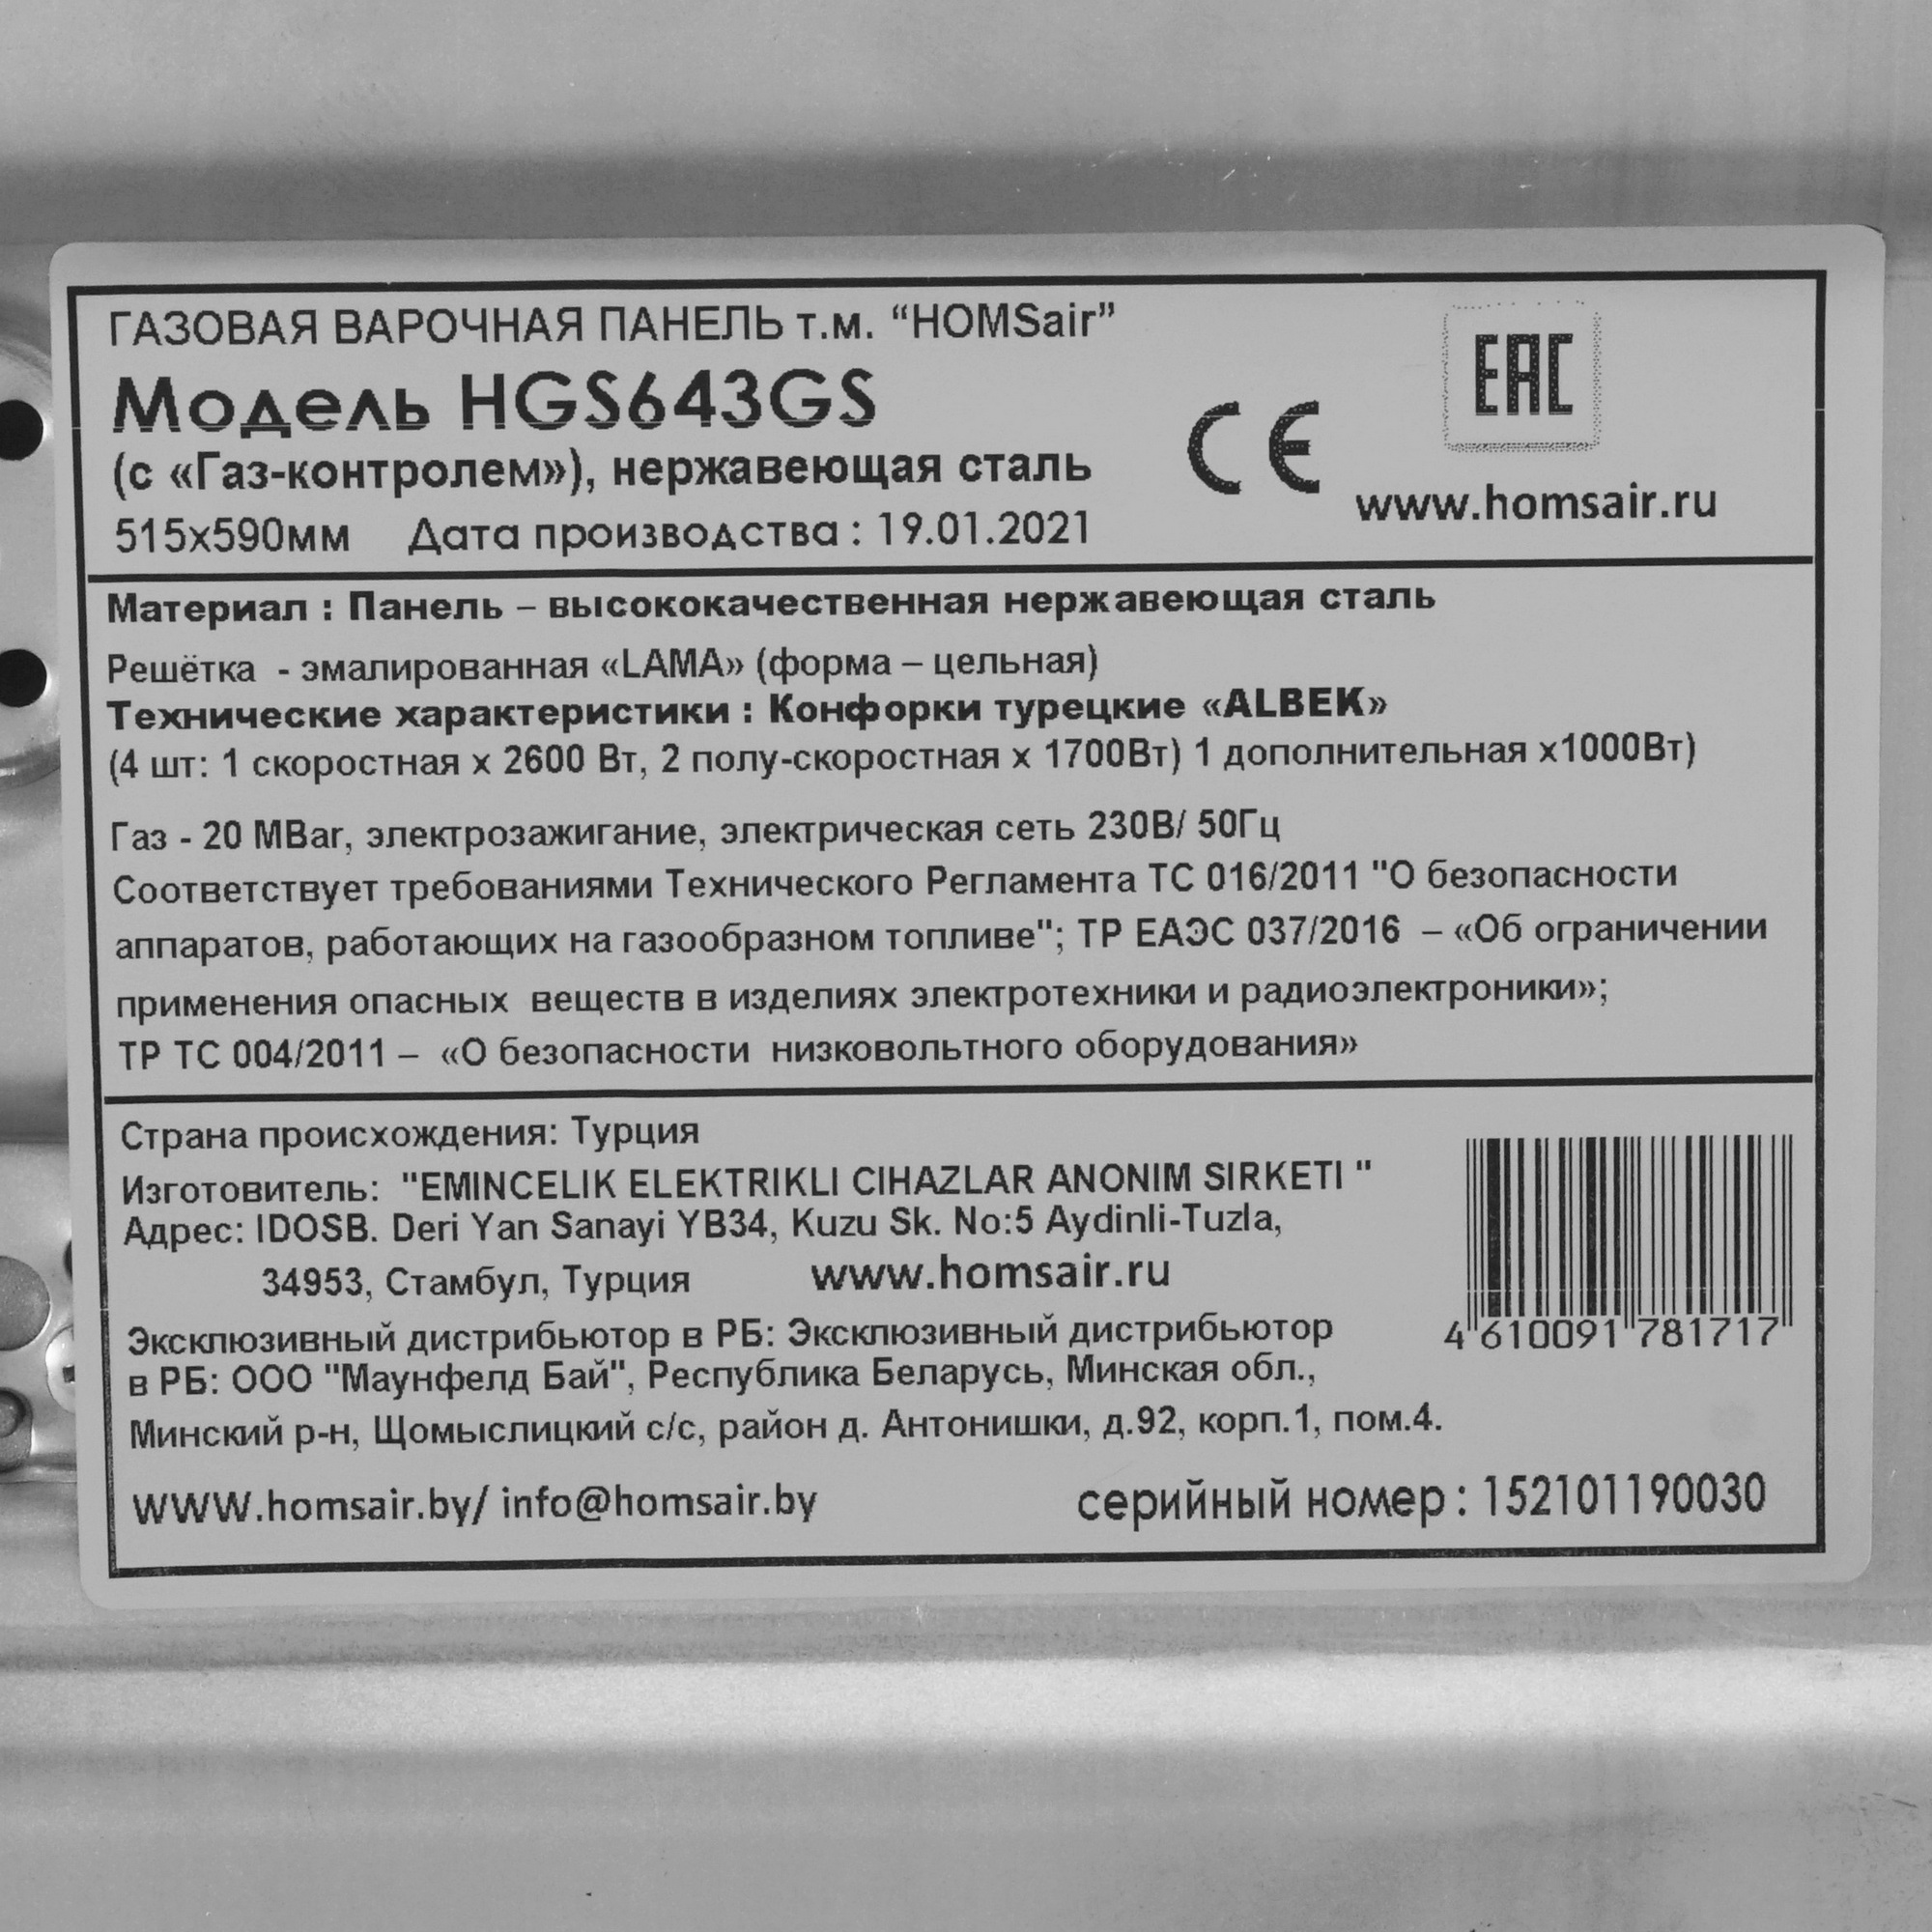 ГАЗОВАЯ ВАРОЧНАЯ ПАНЕЛЬ т.м. “HOMSair”
EAC
Модель HGS643GS
CE
(с «Газ-контролем»), нержавеющая сталь
www.homsair.ru
515x590мм Дата производства : 19.01.2021
Материал : Панель – высококачественная нержавеющая сталь
Решётка - эмалированная «LAMA» (форма – цельная)
Технические характеристики : Конфорки турецкие «ALBEK»
(4 шт: 1 скоростная х 2600 Вт, 2 полу-скоростная х 1700Вт) 1 дополнительная х1000Вт)
Газ - 20 MBar, электрозажигание, электрическая сеть 230В/ 50Гц
Соответствует требованиями Технического Регламента ТС 016/2011 "О безопасности
аппаратов, работающих на газообразном топливе"; ТР ЕАЭС 037/2016 – «Об ограничении
применения опасных веществ в изделиях электротехники и радиоэлектроники»;
ТР ТС 004/2011 – «О безопасности низковольтного оборудования»
Страна происхождения: Турция
Изготовитель: "EMINCELIK ELEKTRIKLI CIHAZLAR ANONIM SIRKETI "
Адрес: IDOSB. Deri Yan Sanayi YB34, Kuzu Sk. No:5 Aydinli-Tuzla,
34953, Стамбул, Турция www.homsair.ru
Эксклюзивный дистрибьютор в РБ: Эксклюзивный дистрибьютор
4 610091 781717
в РБ: ООО "Маунфелд Бай", Республика Беларусь, Минская обл.,
Минский р-н, Щомыслицкий с/с, район д. Антонишки, д.92, корп.1, пом.4.
WWW.homsair.by/ info@homsair.by серийный номер : 152101190030